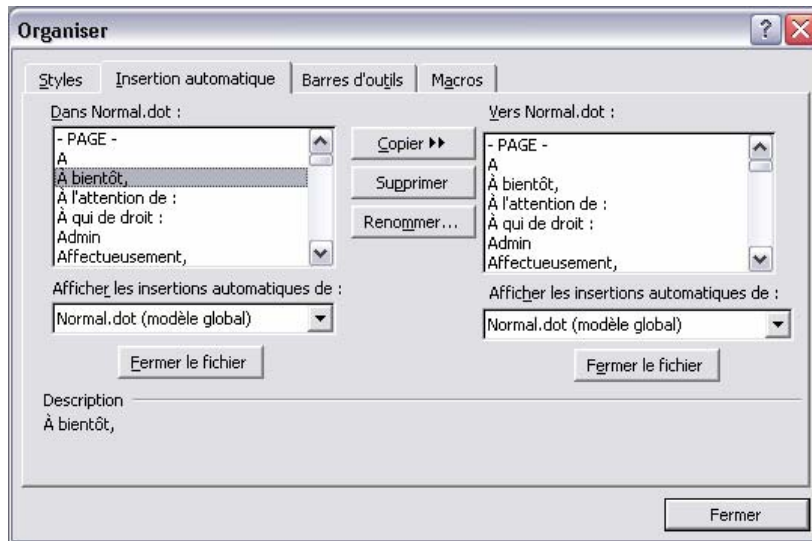 Organiser
Styles
Insertion automatique
Barres d'outils
Macros
Dans Normal.dot :
- PAGE -
A
À bientôt,
À l'attention de :
À qui de droit :
Admin
Affectueusement,
Afficher les insertions automatiques de :
Normal.dot (modèle global)
Fermer le fichier
Copier
Supprimer
Renommer...
Vers Normal.dot :
- PAGE -
A
À bientôt,
À l'attention de :
À qui de droit :
Admin
Affectueusement,
Afficher les insertions automatiques de :
Normal.dot (modèle global)
Fermer le fichier
Description
À bientôt,
Fermer